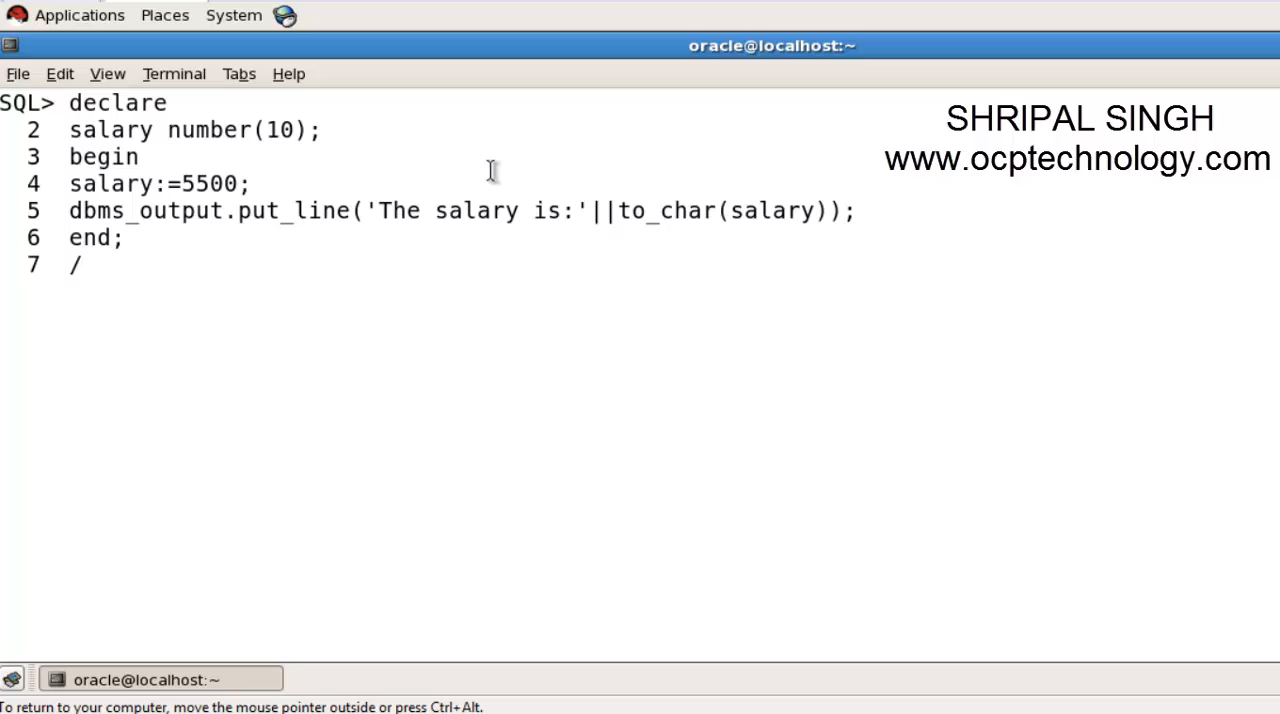 Applications Places System
oracle@localhost:~
File Edit View Terminal Tabs Help
SQL> declare
2 salary number(10);
3 begin
4 salary:=5500;
5 dbms_output.put_line('The salary is:'||to_char(salary));
6 end;
7 /
SHRIPAL SINGH
www.ocptechnology.com
oracle@localhost:~
To return to your computer, move the mouse pointer outside or press Ctrl+Alt.